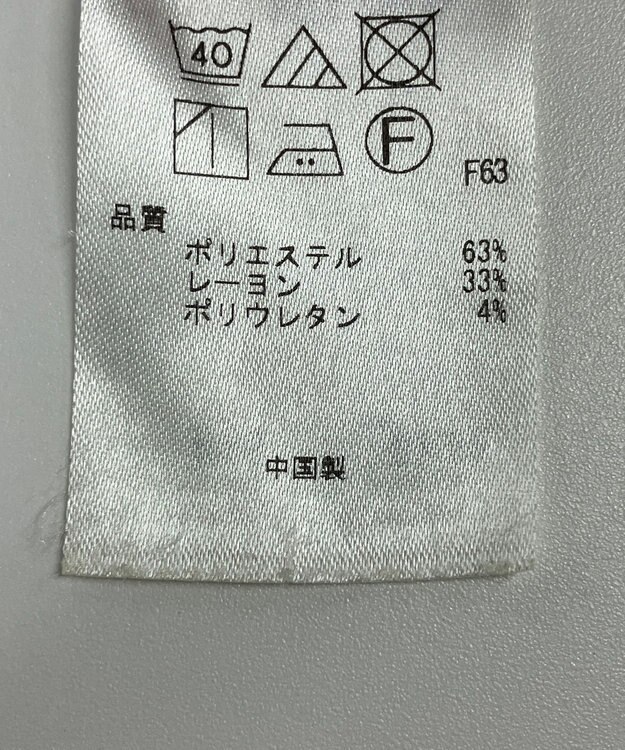 40
F
F63
品質
ポリエステル 63%
レーヨン 33%
ポリウレタン 4%
中国製